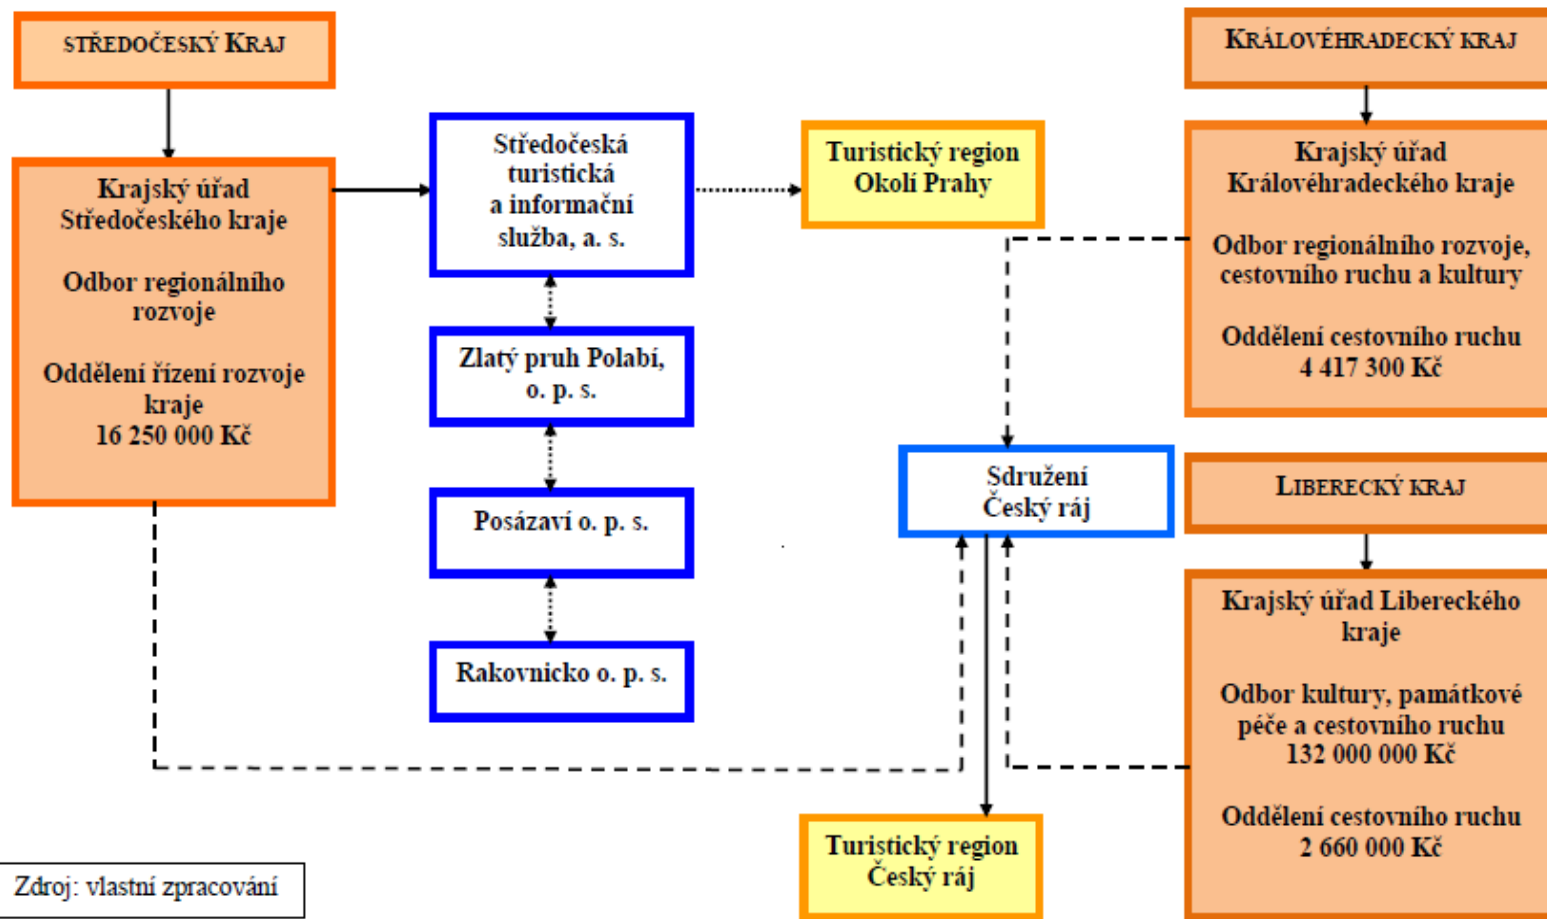 STŘEDOČESKÝ KRAJ
Krajský úřad
Středočeského kraje
Odbor regionálního
rozvoje
Oddělení řízení rozvoje
kraje
16 250 000 Kč
Středočeská
turistická
a informační
služba, a. s.
Zlatý pruh Polabí,
o. p. s.
Posázaví o. p. s.
Rakovnicko o. p. s.
Turistický region
Okolí Prahy
Sdružení
Český ráj
Turistický region
Český ráj
KRÁLOVÉHRADECKÝ KRAJ
Krajský úřad
Královéhradeckého kraje
Odbor regionálního rozvoje,
cestovního ruchu a kultury
Oddělení cestovního ruchu
4 417 300 Kč
LIBERECKÝ KRAJ
Krajský úřad Libereckého
kraje
Odbor kultury, památkové
péče a cestovního ruchu
132 000 000 Kč
Oddělení cestovního ruchu
2 660 000 Kč
Zdroj: vlastní zpracování